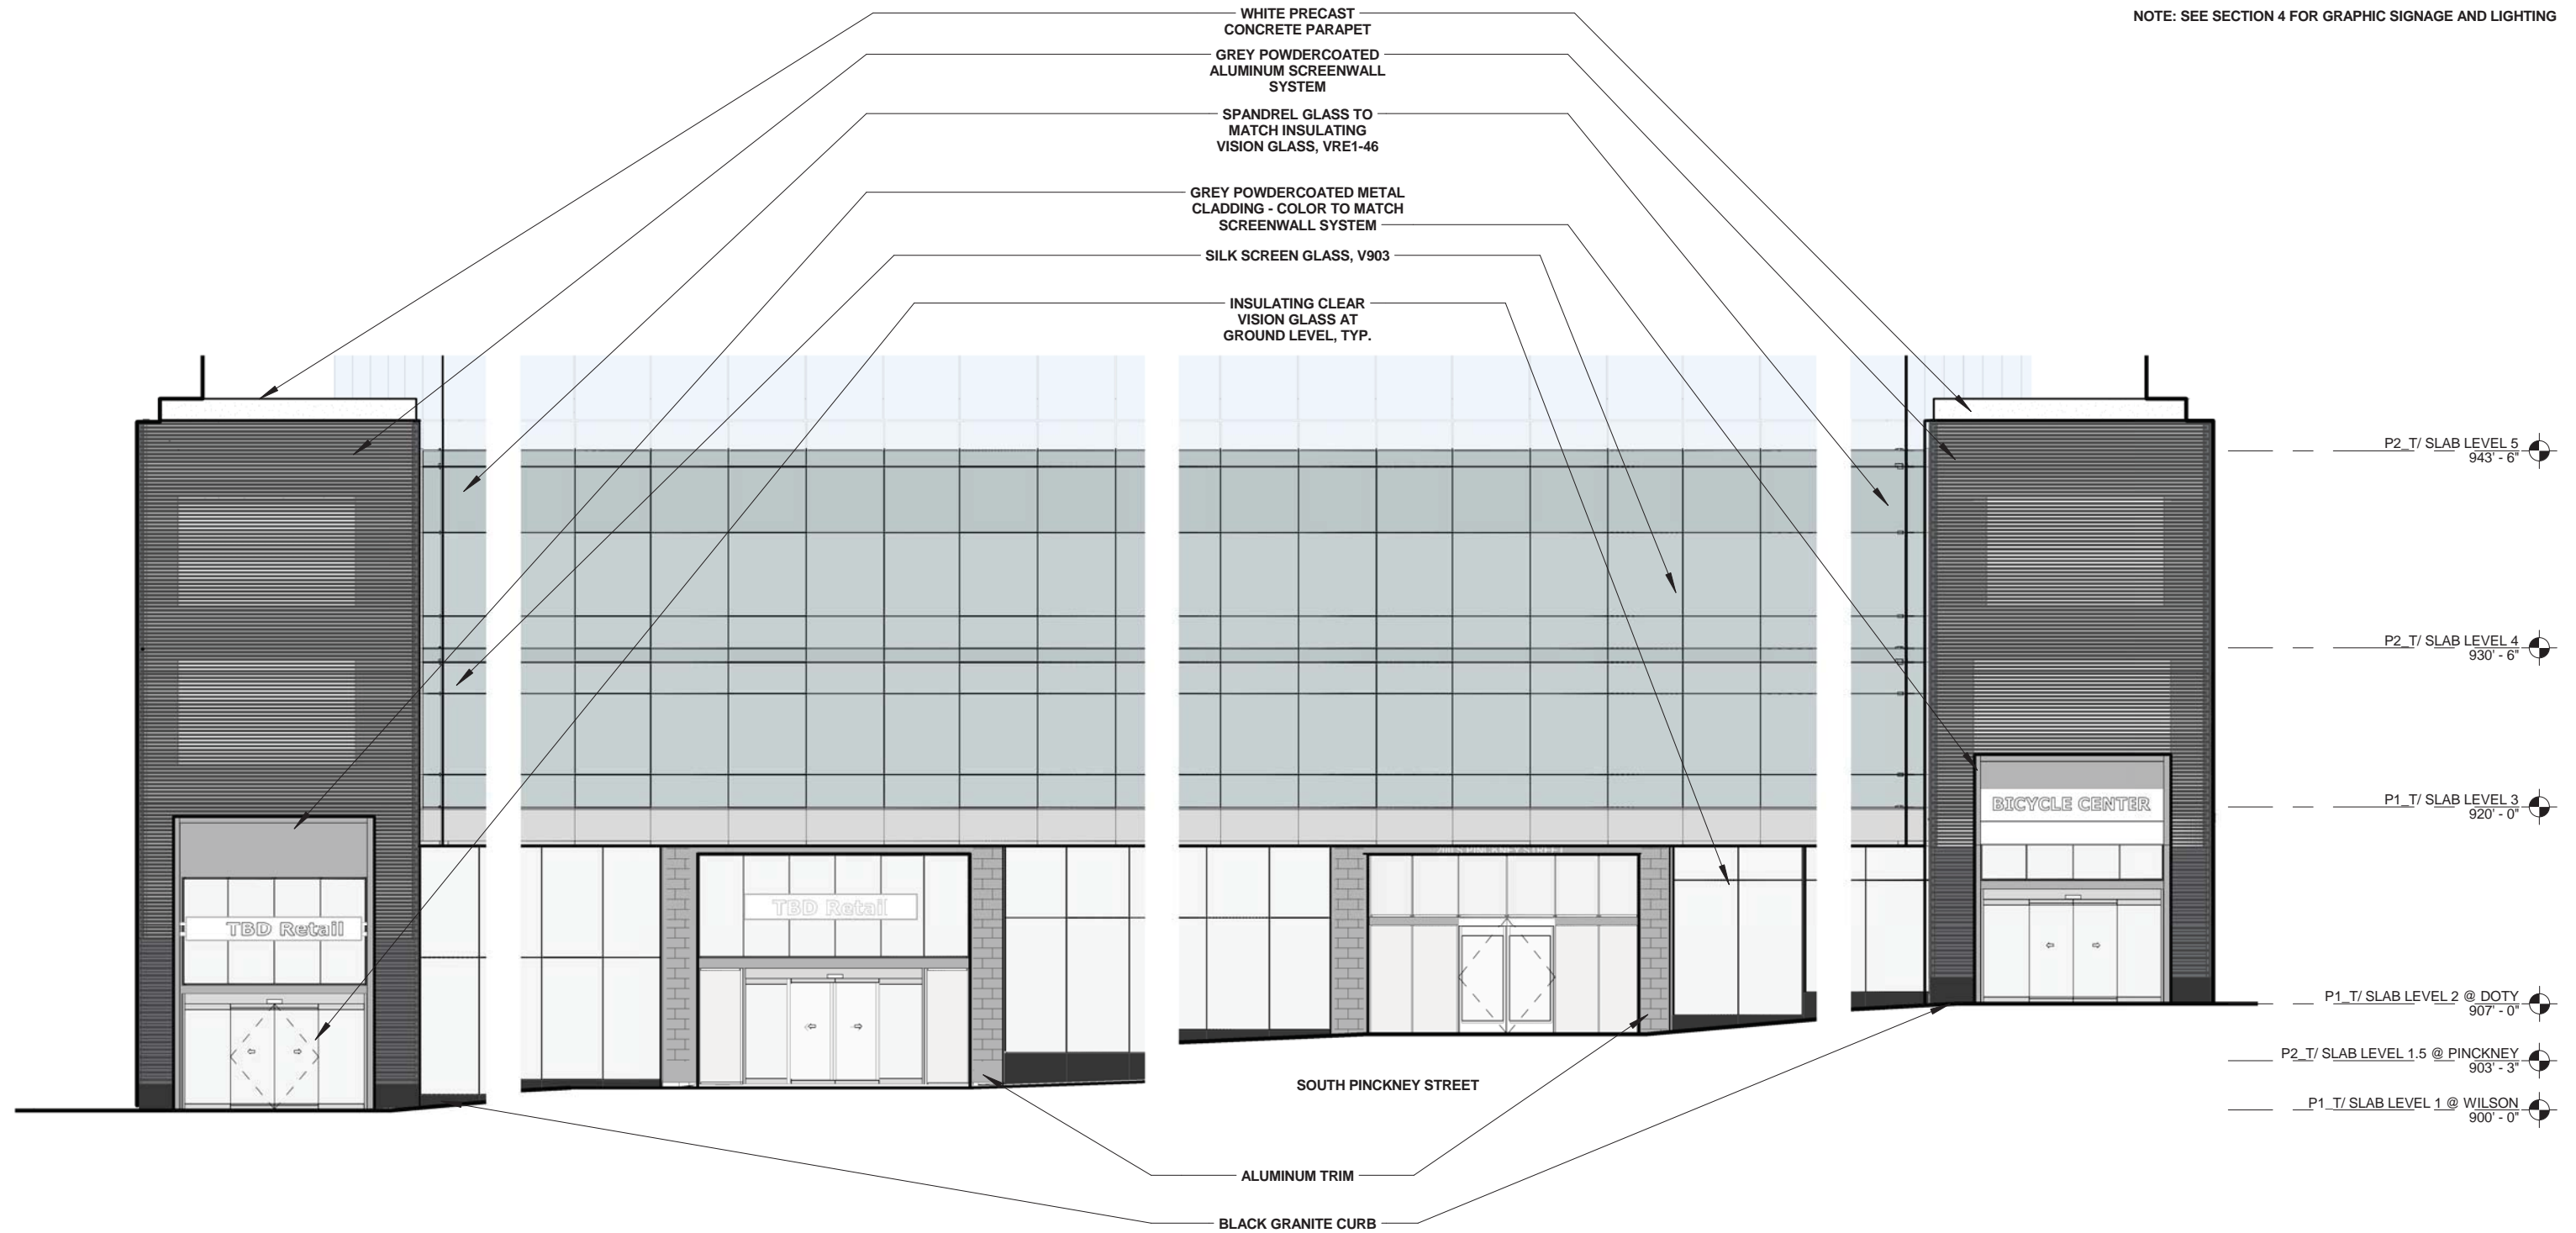 WHITE PRECAST
CONCRETE PARAPET
NOTE: SEE SECTION 4 FOR GRAPHIC SIGNAGE AND LIGHTING
GREY POWDERCOATED
ALUMINUM SCREENWALL
SYSTEM
SPANDREL GLASS TO
MATCH INSULATING
VISION GLASS, VRE1-46
GREY POWDERCOATED METAL
CLADDING - COLOR TO MATCH
SCREENWALL SYSTEM
SILK SCREEN GLASS, V903
INSULATING CLEAR
VISION GLASS AT
GROUND LEVEL, TYP.
P2_T/ SLAB LEVEL 5
943' - 6"
P2_T/ SLAB LEVEL 4
930' - 6"
P1_T/ SLAB LEVEL 3
920' - 0"
BICYCLE CENTER
PINCKNEY STREET
TBD Retail
TBD Retail
P1_T/ SLAB LEVEL 2 @ DOTY
907' - 0"
P2_T/ SLAB LEVEL 1.5 @ PINCKNEY
903' - 3"
P1_T/ SLAB LEVEL 1 @ WILSON
900' - 0"
SOUTH PINCKNEY STREET
ALUMINUM TRIM
BLACK GRANITE CURB